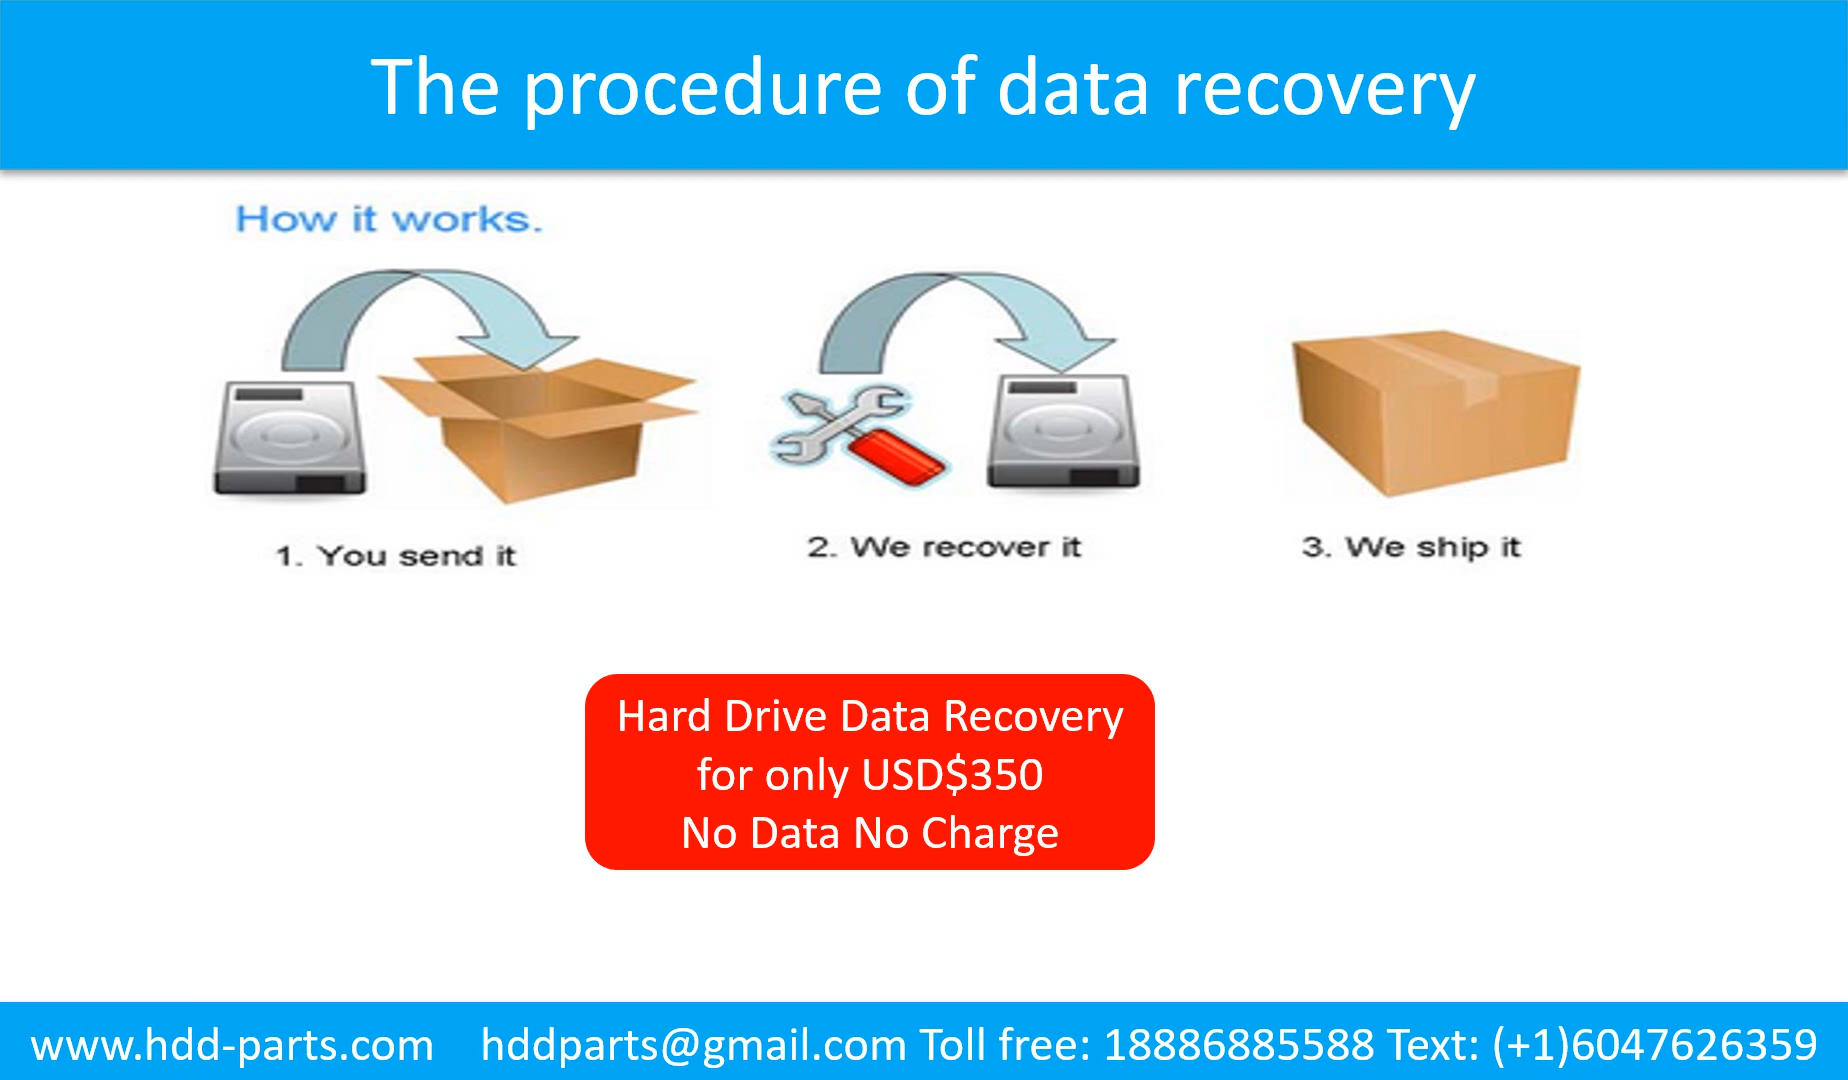 The procedure of data recovery
How it works.
1. You send it
2. We recover it
3. We ship it
Hard Drive Data Recovery
for only USD$350
No Data No Charge
www.hdd-parts.com hddparts@gmail.com Toll free: 18886885588 Text: (+1)6047626359